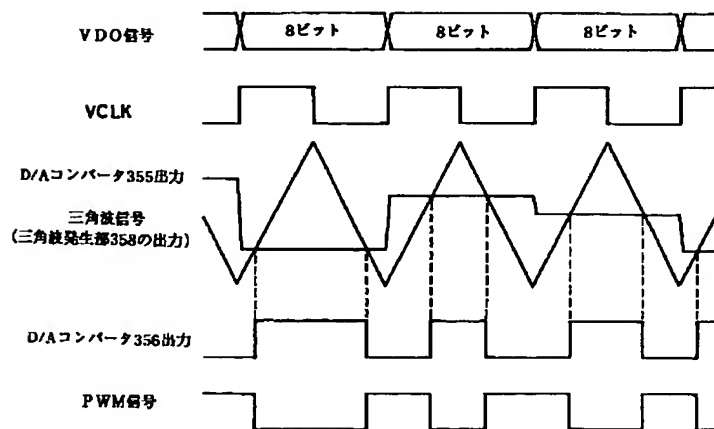 VDO信号
8ビット 8ビット 8ビット
VCLK
D/Aコンバータ355出力
三角波信号
(三角波発生部358の出力)
D/Aコンバータ356出力
PWM信号